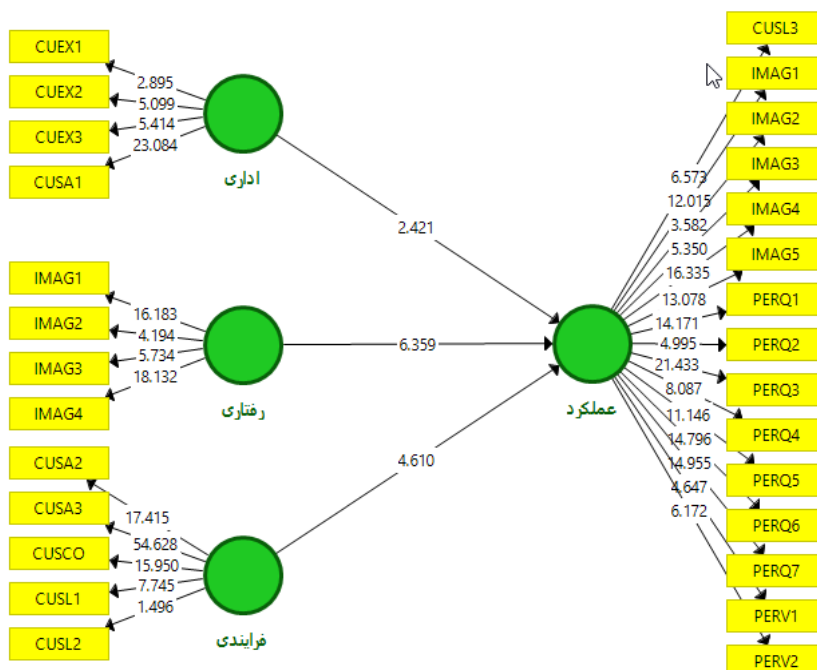 CUEX1
CUEX2
CUEX3
CUSA1
2.895
5.099
5.414
23.084
اداری
2.421
IMAG1
IMAG2
IMAG3
IMAG4
16.183
4.194
5.734
18.132
رفتاری
6.359
CUSA2
CUSA3
CUSCO
CUSL1
CUSL2
17.415
54.628
15.950
7.745
1.496
فرایندی
4.610
عملکرد
6.573
12.015
3.582
5.350
16.335
13.078
14.171
4.995
21.433
8.087
11.146
14.796
14.955
4.647
6.172
CUSL3
IMAG1
IMAG2
IMAG3
IMAG4
IMAG5
PERQ1
PERQ2
PERQ3
PERQ4
PERQ5
PERQ6
PERQ7
PERV1
PERV2